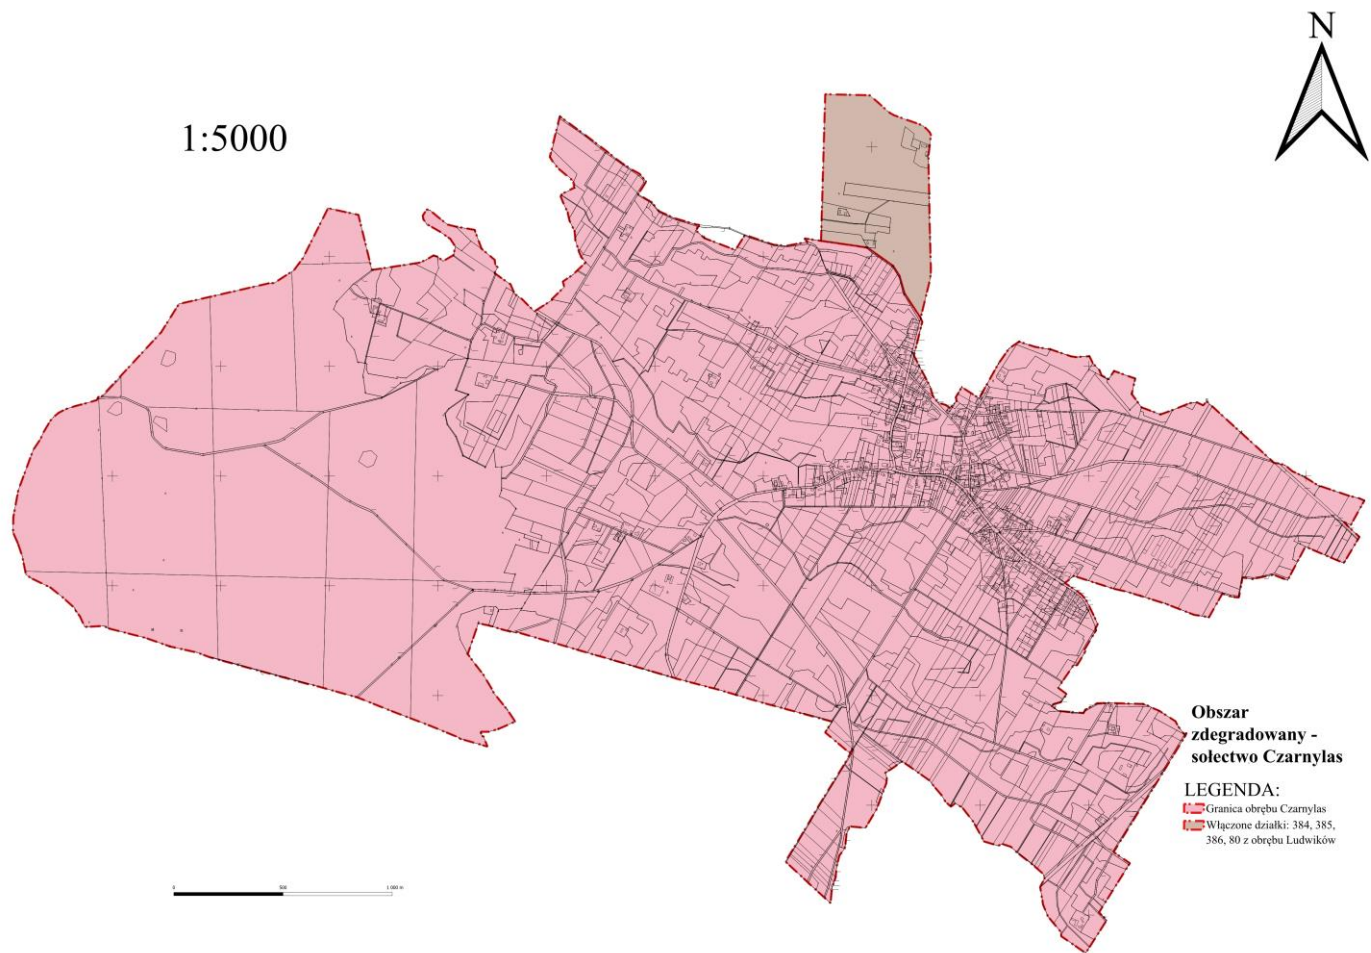 N
1:5000
Obszar
zdegradowany -
sołectwo Czarnylas
LEGENDA:
Granica obrębu Czarnylas
Włączone działki: 384, 385,
386, 80 z obrębu Ludwików
0 500 1 000 m